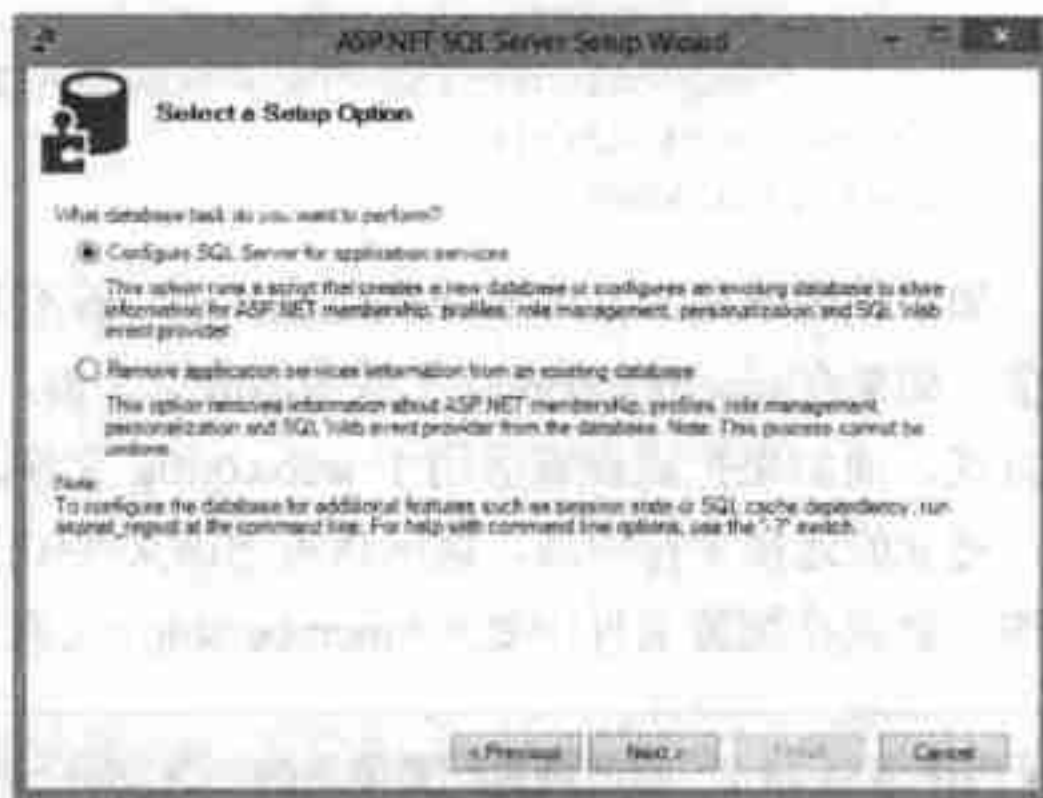 ASP.NET SQL Server Setup Wizard
Select a Setup Option
What database task do you want to perform?
Configure SQL Server for application services
This option runs a script that creates a new database or configures an existing database to store
information for ASP.NET membership, profiles, role management, personalization and SQL Web
event provider.
Remove application services information from an existing database
This option removes information about ASP.NET membership, profiles, role management,
personalization and SQL Web event provider from the database. Note: This process cannot be
undone.
Note:
To configure the database for additional features such as session state or SQL cache dependency, run
aspnet_regsql at the command line. For help with command line options, use the "-?" switch.
< Previous
Next >
Finish
Cancel